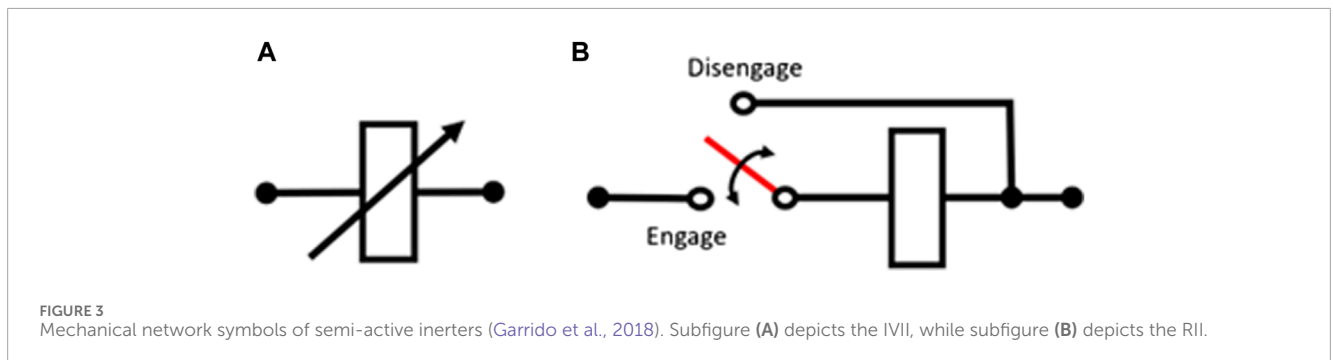 A
B
Disengage
Engage
FIGURE 3
Mechanical network symbols of semi-active inerters (Garrido et al., 2018). Subfigure (A) depicts the IVII, while subfigure (B) depicts the RII.